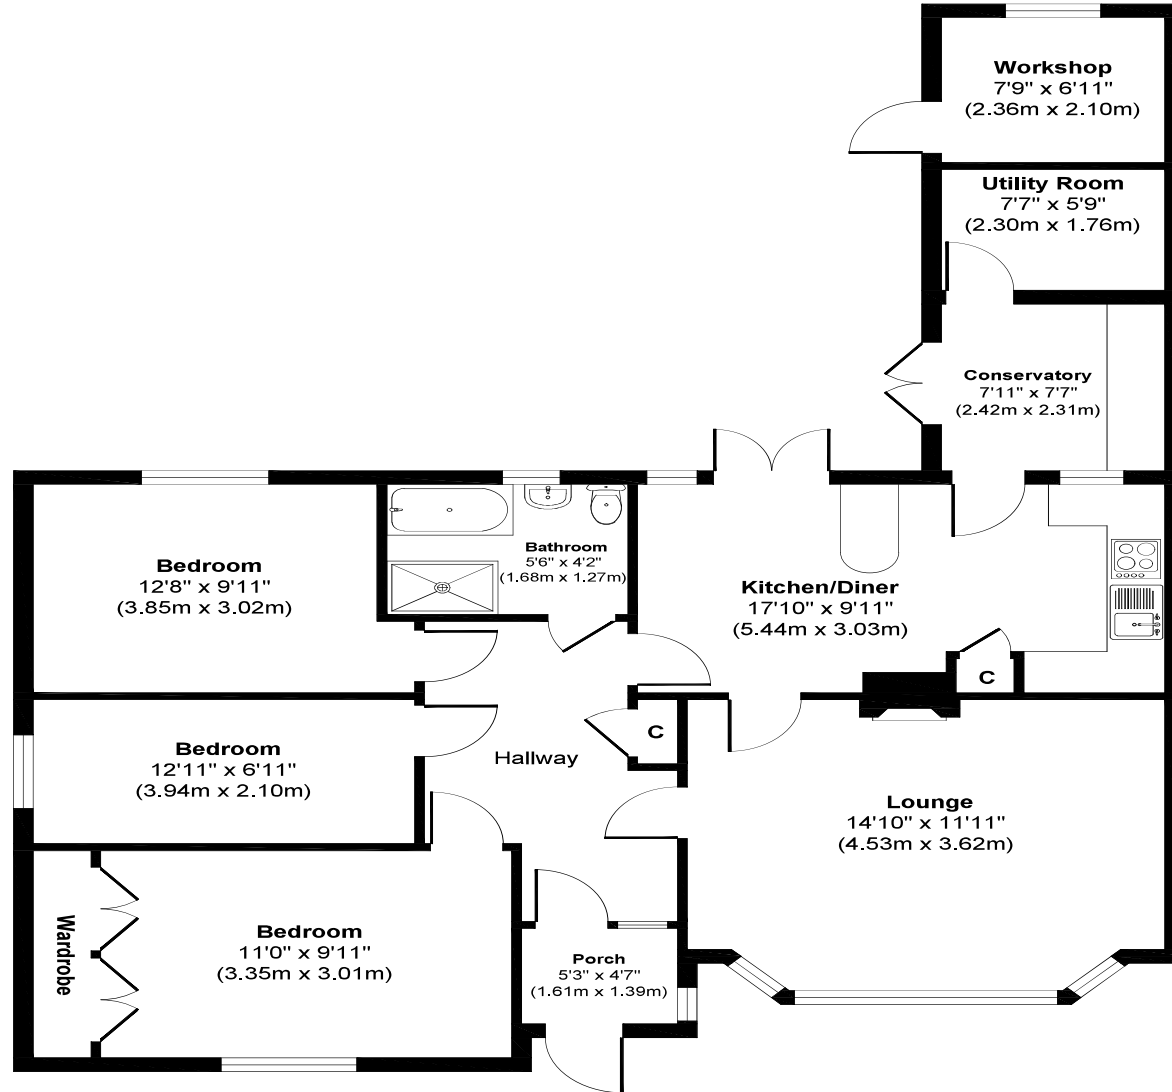 Workshop
7'9" x 6'11"
(2.36m x 2.10m)
Utility Room
7'7" x 5'9"
(2.30m x 1.76m)
Conservatory
7'11" x 7'7"
(2.42m x 2.31m)
Bedroom
12'8" x 9'11"
(3.85m x 3.02m)
Bathroom
5'6" x 4'2"
(1.68m x 1.27m)
Kitchen/Diner
17'10" x 9'11"
(5.44m x 3.03m)
C
C
Hallway
Bedroom
12'11" x 6'11"
(3.94m x 2.10m)
Lounge
14'10" x 11'11"
(4.53m x 3.62m)
Wardrobe
Bedroom
11'0" x 9'11"
(3.35m x 3.01m)
Porch
5'3" x 4'7"
(1.61m x 1.39m)